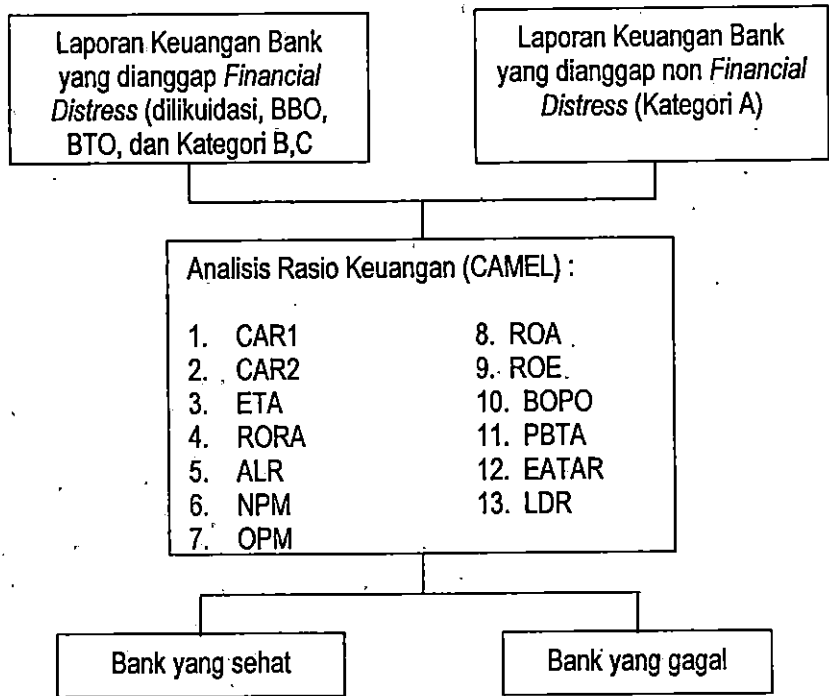 Laporan Keuangan Bank
yang dianggap Financial
Distress (dilikuidasi, BBO,
BTO, dan Kategori B,C
Laporan Keuangan Bank
yang dianggap non Financial
Distress (Kategori A)
Analisis Rasio Keuangan (CAMEL) :
1. CAR1
2. CAR2
3. ETA
4. RORA
5. ALR
6. NPM
7. OPM
8. ROA
9. ROE
10. BOPO
11. PBTA
12. EATAR
13. LDR
Bank yang sehat
Bank yang gagal